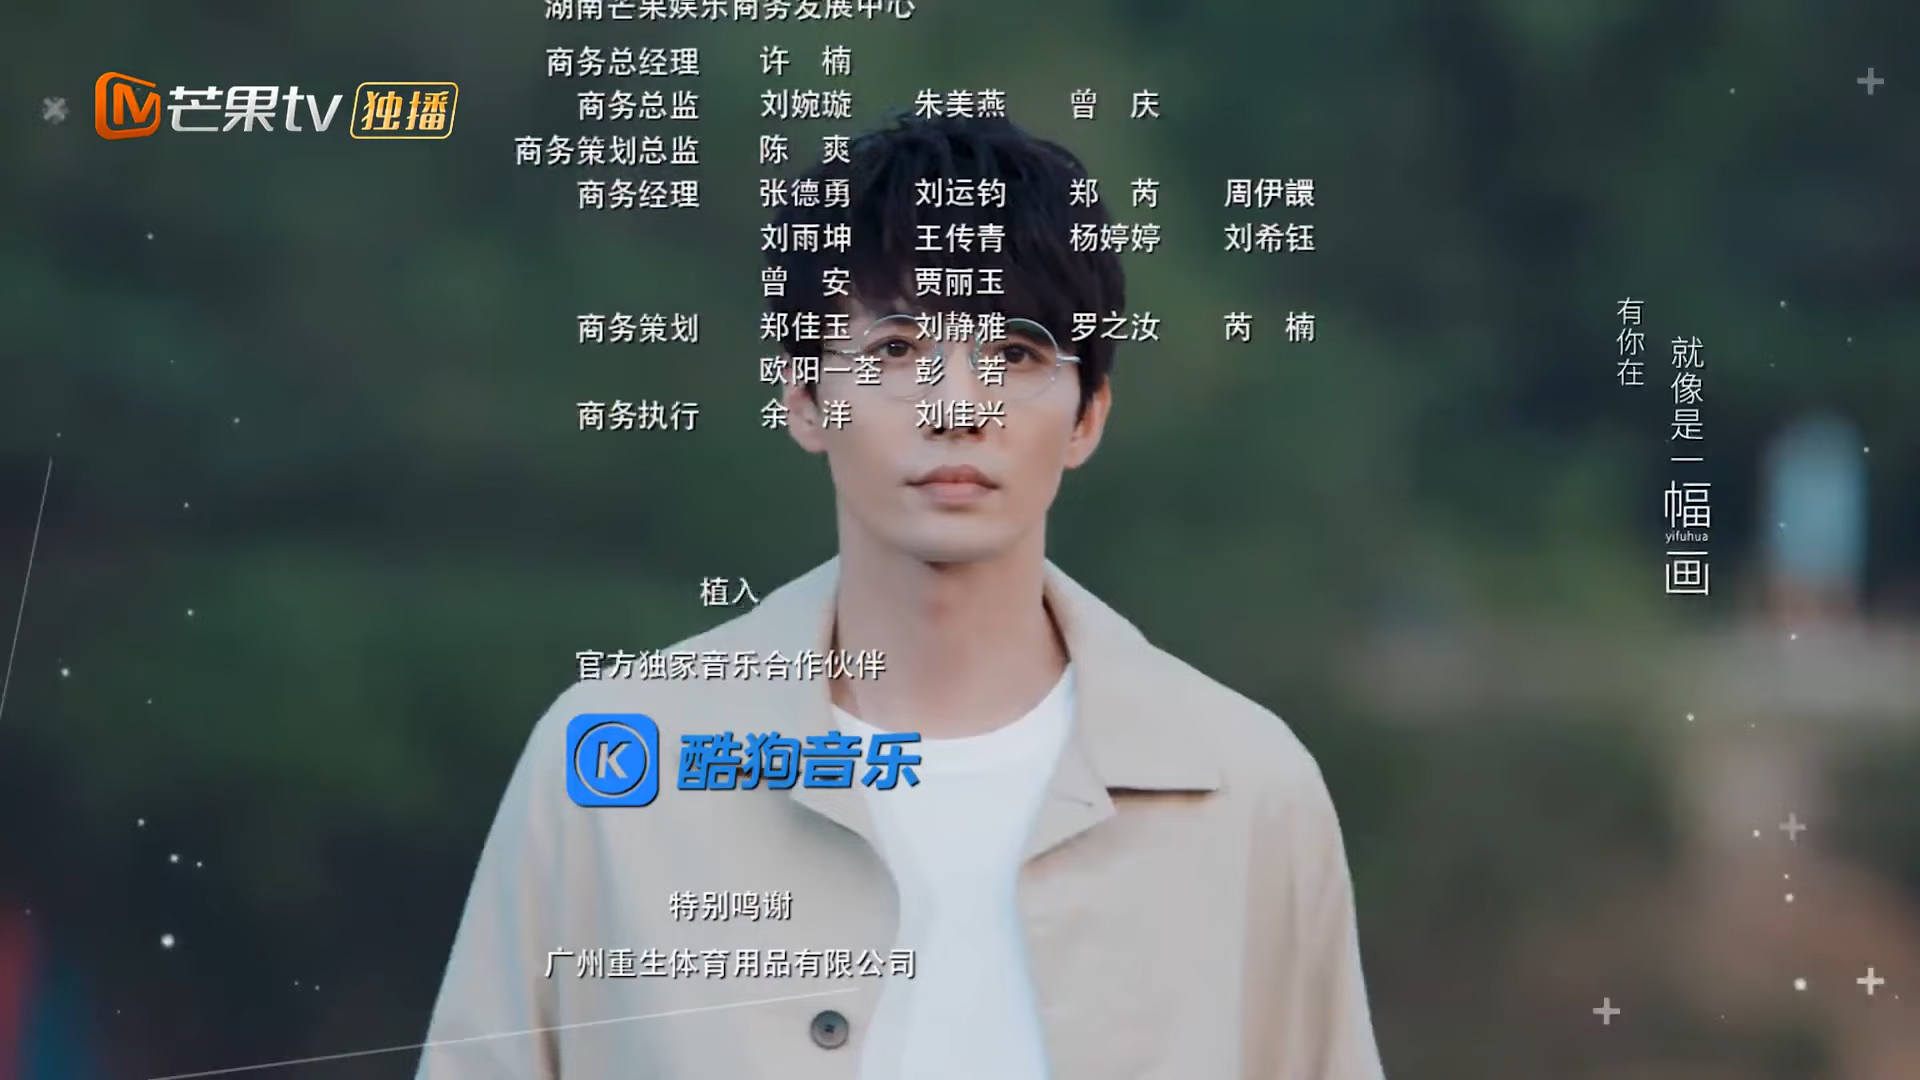 湖南芒果娱乐商务发展中心
商务总经理 许 楠
芒果tv 独播
商务总监 刘婉璇 朱美燕 曾 庆
商务策划总监 陈 爽
商务经理 张德勇 刘运钧 郑 芮 周伊譞
刘雨坤 王传青 杨婷婷 刘希钰
曾 安 贾丽玉
商务策划 郑佳玉 刘静雅 罗之汝 芮 楠
欧阳一荃 彭 若
商务执行 余 洋 刘佳兴
有你在
就像是一幅画
yifuhua
植入
官方独家音乐合作伙伴
K 酷狗音乐
特别鸣谢
广州重生体育用品有限公司